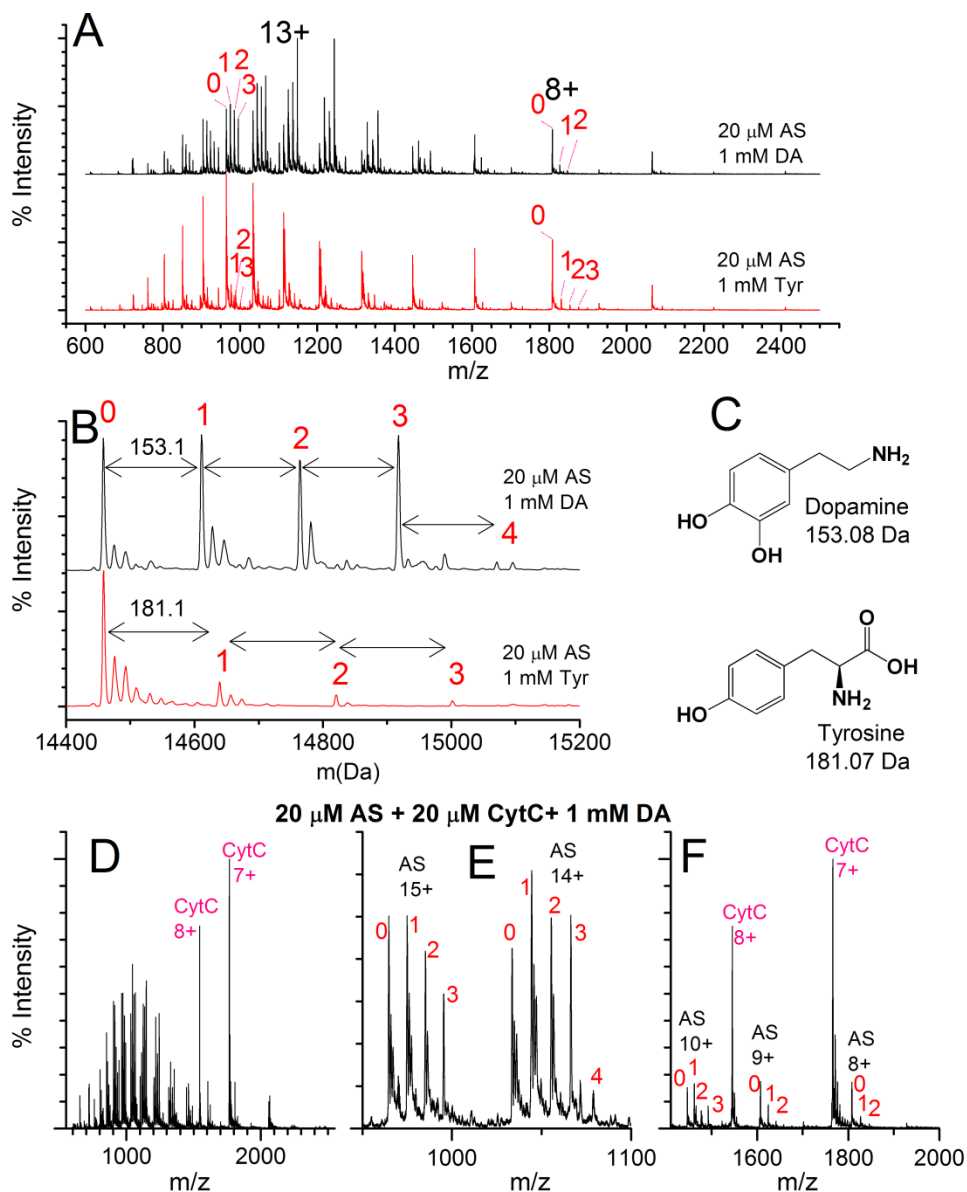 A
% Intensity
13+
0
1
2
3
8+
0
1
2
20 μM AS
1 mM DA
0
1
2
3
0
1
2
3
20 μM AS
1 mM Tyr
600 800 1000 1200 1400 1600 1800 2000 2200 2400
m/z
B
% Intensity
0
1
2
3
4
153.1
20 μM AS
1 mM DA
181.1
1
2
3
20 μM AS
1 mM Tyr
14400 14600 14800 15000 15200
m(Da)
C
NH2
HO
OH
Dopamine
153.08 Da
O
OH
NH2
HO
Tyrosine
181.07 Da
20 μM AS + 20 μM CytC+ 1 mM DA
% Intensity
D
CytC
7+
CytC
8+
1000 2000
m/z
E
AS
15+
0
1
2
3
AS
14+
0
1
2
3
4
1000 1100
m/z
F
CytC
7+
CytC
8+
AS
10+
0
1
2
3
AS
9+
0
1
2
AS
8+
0
1
2
1600 1800 2000
m/z